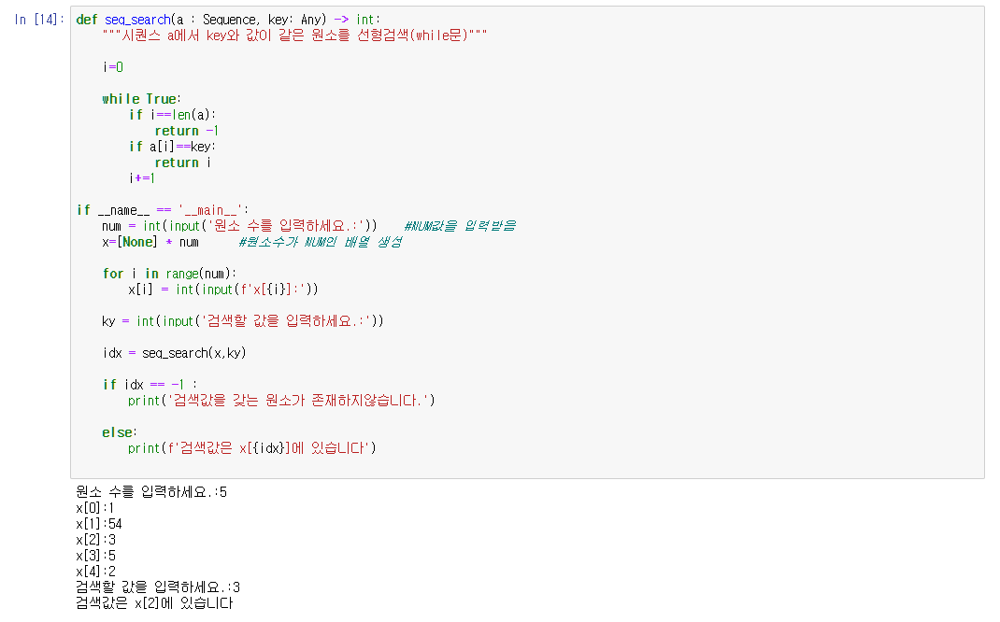 In [14]: def seq_search(a : Sequence, key: Any) -> int:
"""시퀀스 a에서 key와 값이 같은 원소를 선형검색(while문)"""
i=0
while True:
if i==len(a):
return -1
if a[i]==key:
return i
i+=1
if __name__ == '__main__':
num = int(input('원소 수를 입력하세요.:')) #NUM값을 입력받음
x=[None] * num #원소수가 NUM인 배열 생성
for i in range(num):
x[i] = int(input(f'x[{i}]:'))
ky = int(input('검색할 값을 입력하세요.:'))
idx = seq_search(x,ky)
if idx == -1 :
print('검색값을 갖는 원소가 존재하지않습니다.')
else:
print(f'검색값은 x[{idx}]에 있습니다')
원소 수를 입력하세요.:5
x[0]:1
x[1]:54
x[2]:3
x[3]:5
x[4]:2
검색할 값을 입력하세요.:3
검색값은 x[2]에 있습니다